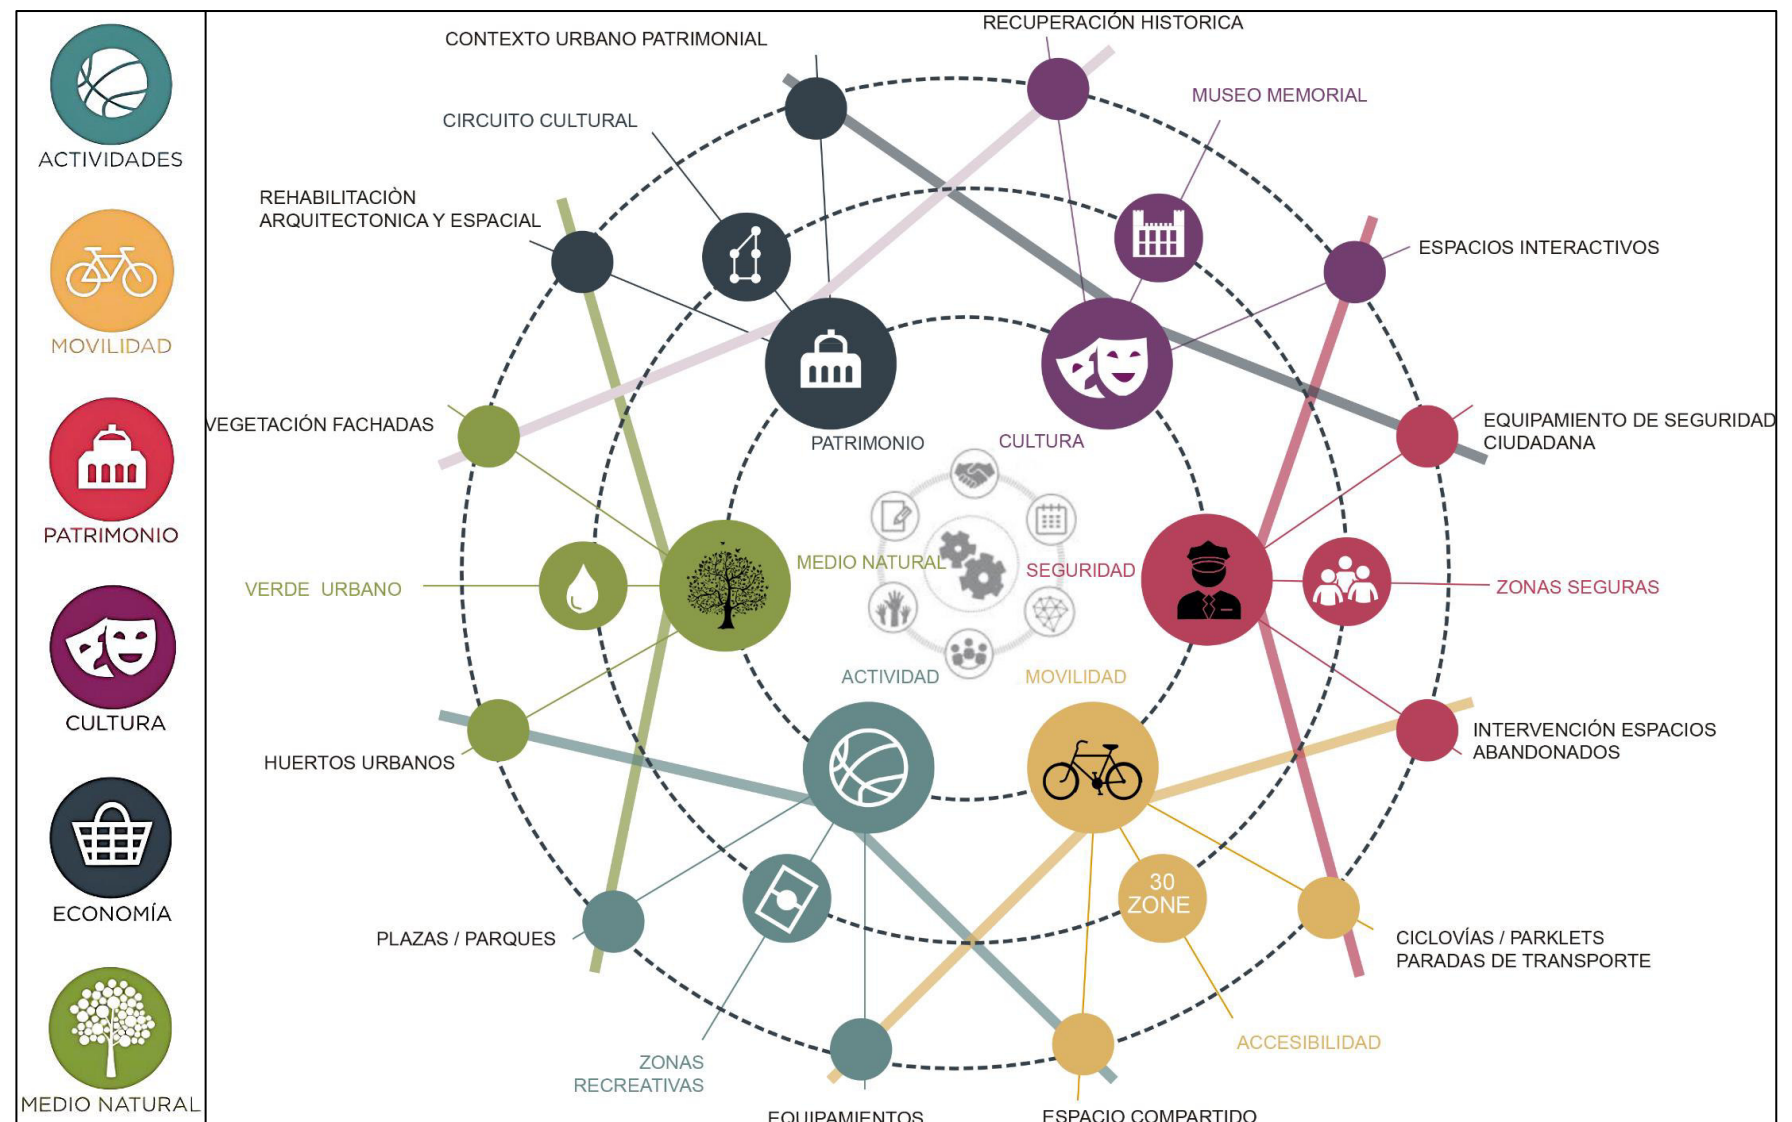 ACTIVIDADES
MOVILIDAD
PATRIMONIO
CULTURA
ECONOMÍA
MEDIO NATURAL
RECUPERACIÓN HISTORICA
CONTEXTO URBANO PATRIMONIAL
MUSEO MEMORIAL
CIRCUITO CULTURAL
REHABILITACIÒN
ARQUITECTONICA Y ESPACIAL
ESPACIOS INTERACTIVOS
VEGETACIÓN FACHADAS
EQUIPAMIENTO DE SEGURIDAD
CIUDADANA
PATRIMONIO
CULTURA
MEDIO NATURAL
SEGURIDAD
VERDE URBANO
ZONAS SEGURAS
ACTIVIDAD
MOVILIDAD
HUERTOS URBANOS
INTERVENCIÓN ESPACIOS
ABANDONADOS
30
ZONE
PLAZAS / PARQUES
CICLOVÍAS / PARKLETS
PARADAS DE TRANSPORTE
ACCESIBILIDAD
ZONAS
RECREATIVAS
EQUIPAMIENTOS
ESPACIO COMPARTIDO